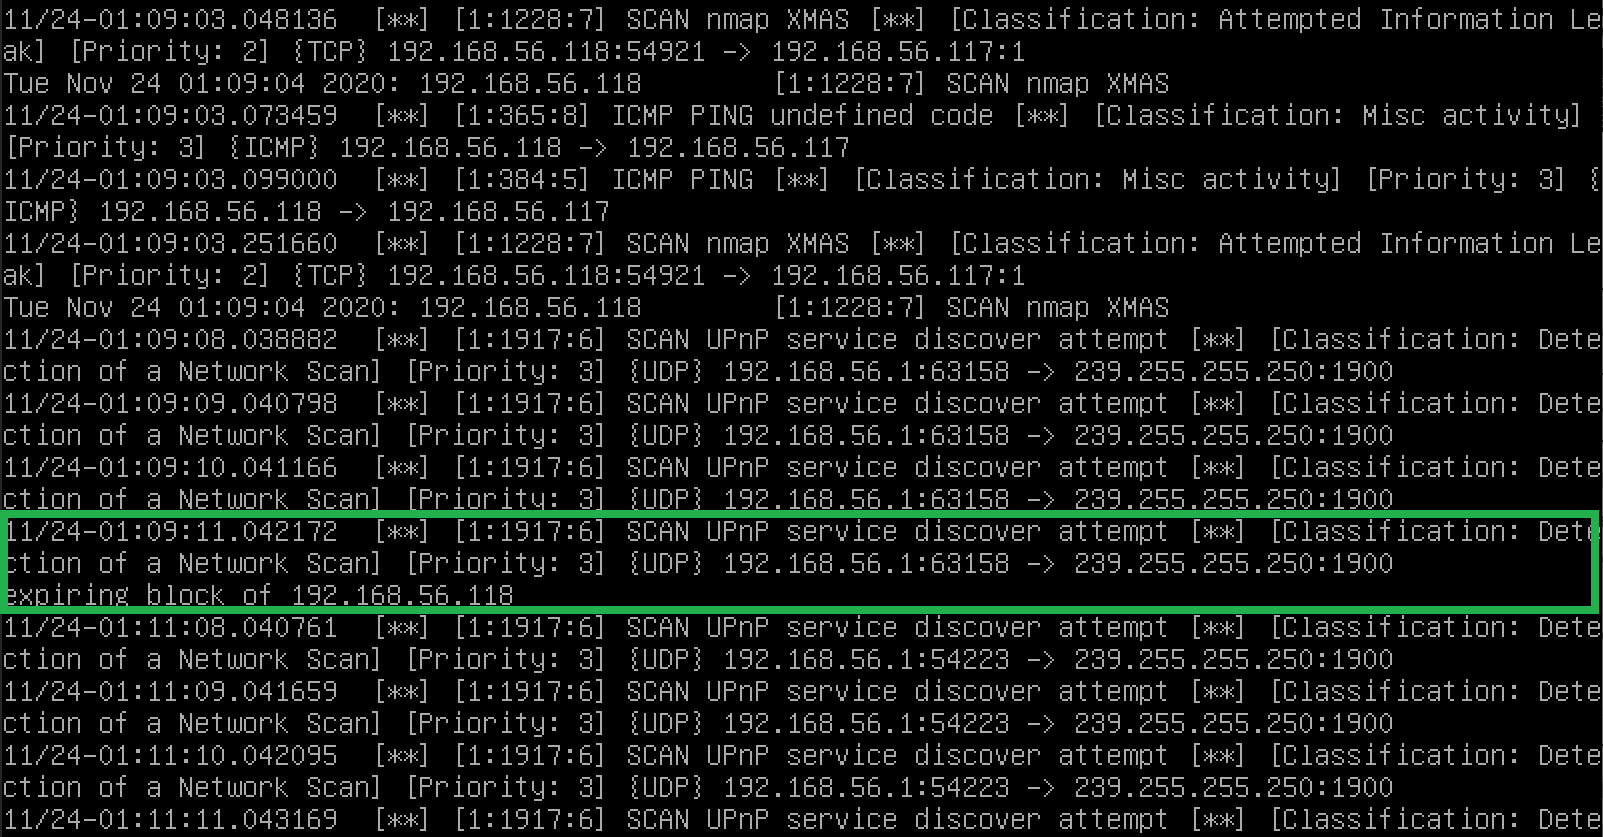 11/24-01:09:03.048136  [**] [1:1228:7] SCAN nmap XMAS [**] [Classification: Attempted Information Le
ak] [Priority: 2] {TCP} 192.168.56.118:54921 -> 192.168.56.117:1
Tue Nov 24 01:09:04 2020: 192.168.56.118          [1:1228:7] SCAN nmap XMAS
11/24-01:09:03.073459  [**] [1:365:8] ICMP PING undefined code [**] [Classification: Misc activity]
[Priority: 3] {ICMP} 192.168.56.118 -> 192.168.56.117
11/24-01:09:03.099000  [**] [1:384:5] ICMP PING [**] [Classification: Misc activity] [Priority: 3] {
ICMP} 192.168.56.118 -> 192.168.56.117
11/24-01:09:03.251660  [**] [1:1228:7] SCAN nmap XMAS [**] [Classification: Attempted Information Le
ak] [Priority: 2] {TCP} 192.168.56.118:54921 -> 192.168.56.117:1
Tue Nov 24 01:09:04 2020: 192.168.56.118          [1:1228:7] SCAN nmap XMAS
11/24-01:09:08.038882  [**] [1:1917:6] SCAN UPnP service discover attempt [**] [Classification: Dete
ction of a Network Scan] [Priority: 3] {UDP} 192.168.56.1:63158 -> 239.255.255.250:1900
11/24-01:09:09.040798  [**] [1:1917:6] SCAN UPnP service discover attempt [**] [Classification: Dete
ction of a Network Scan] [Priority: 3] {UDP} 192.168.56.1:63158 -> 239.255.255.250:1900
11/24-01:09:10.041166  [**] [1:1917:6] SCAN UPnP service discover attempt [**] [Classification: Dete
ction of a Network Scan] [Priority: 3] {UDP} 192.168.56.1:63158 -> 239.255.255.250:1900
11/24-01:09:11.042172  [**] [1:1917:6] SCAN UPnP service discover attempt [**] [Classification: Dete
ction of a Network Scan] [Priority: 3] {UDP} 192.168.56.1:63158 -> 239.255.255.250:1900
expiring block of 192.168.56.118
11/24-01:11:08.040761  [**] [1:1917:6] SCAN UPnP service discover attempt [**] [Classification: Dete
ction of a Network Scan] [Priority: 3] {UDP} 192.168.56.1:54223 -> 239.255.255.250:1900
11/24-01:11:09.041659  [**] [1:1917:6] SCAN UPnP service discover attempt [**] [Classification: Dete
ction of a Network Scan] [Priority: 3] {UDP} 192.168.56.1:54223 -> 239.255.255.250:1900
11/24-01:11:10.042095  [**] [1:1917:6] SCAN UPnP service discover attempt [**] [Classification: Dete
ction of a Network Scan] [Priority: 3] {UDP} 192.168.56.1:54223 -> 239.255.255.250:1900
11/24-01:11:11.043169  [**] [1:1917:6] SCAN UPnP service discover attempt [**] [Classification: Dete